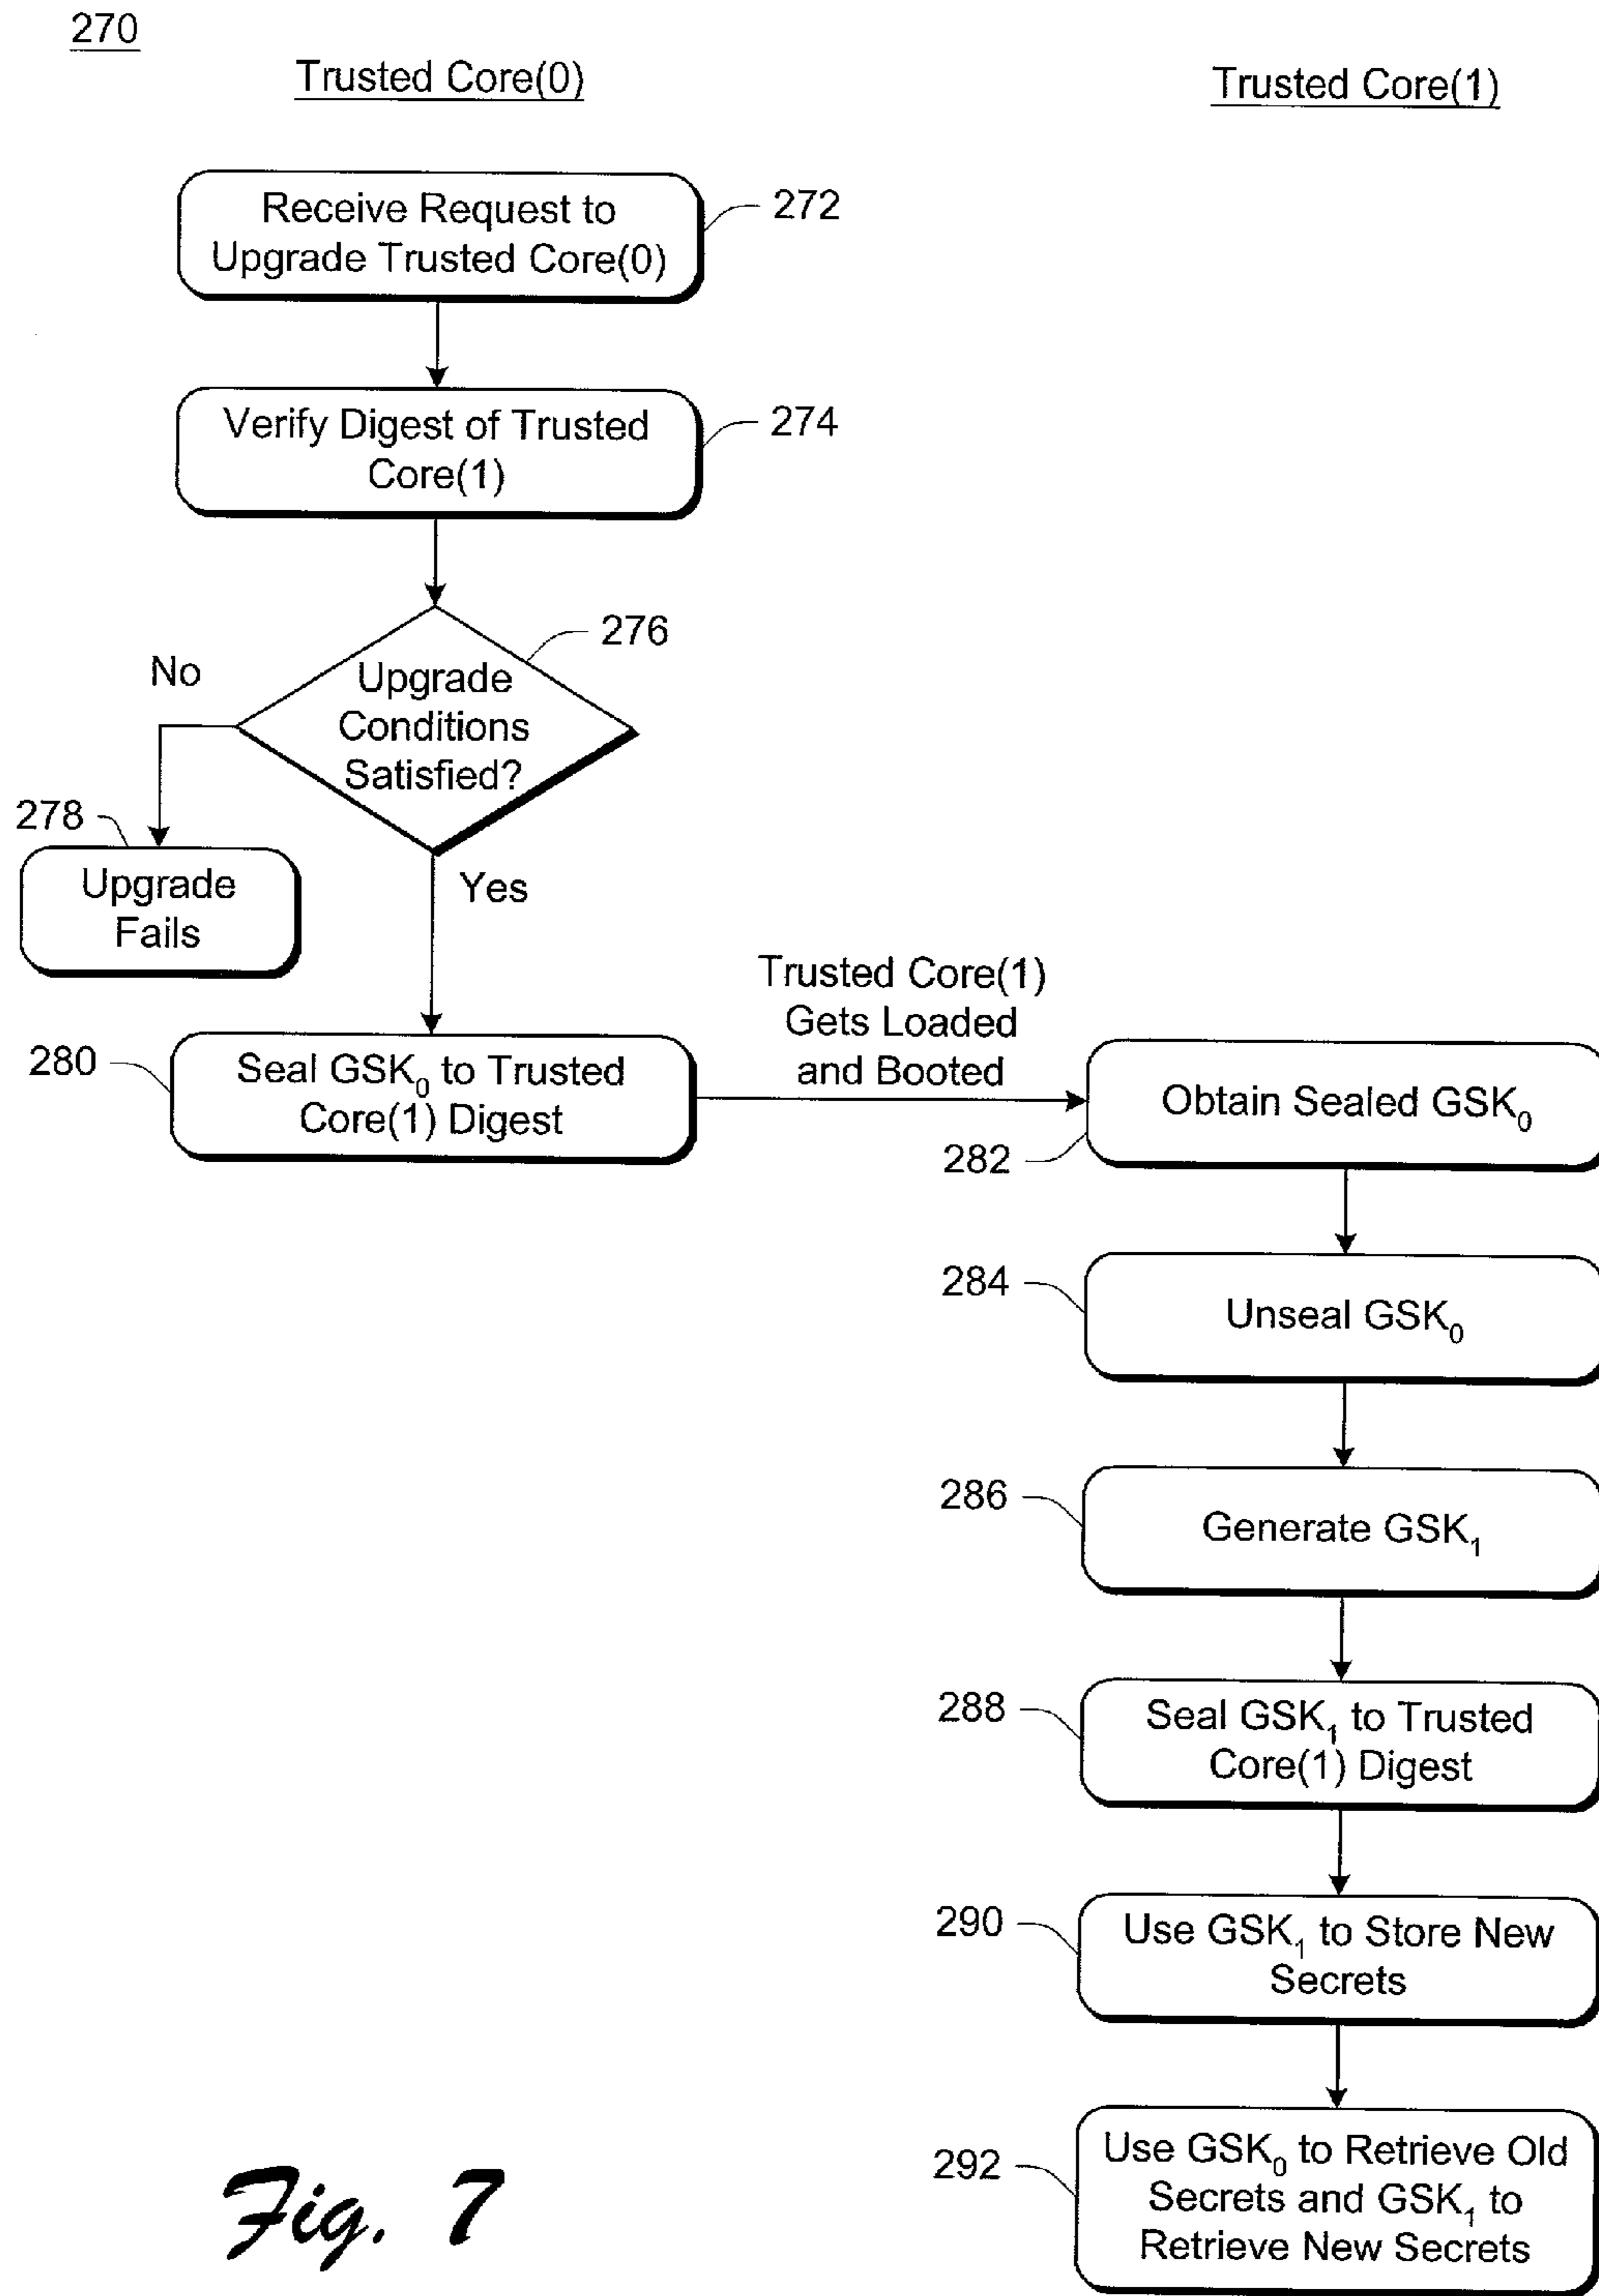 270
Trusted Core(0)
Trusted Core(1)
Receive Request to
Upgrade Trusted Core(0)
272
Verify Digest of Trusted
Core(1)
274
276
Upgrade
Conditions
Satisfied?
No
Yes
278
Upgrade
Fails
280
Seal GSK₀ to Trusted
Core(1) Digest
Trusted Core(1)
Gets Loaded
and Booted
Obtain Sealed GSK₀
282
284
Unseal GSK₀
286
Generate GSK₁
288
Seal GSK₁ to Trusted
Core(1) Digest
290
Use GSK₁ to Store New
Secrets
292
Use GSK₀ to Retrieve Old
Secrets and GSK₁ to
Retrieve New Secrets
Fig. 7